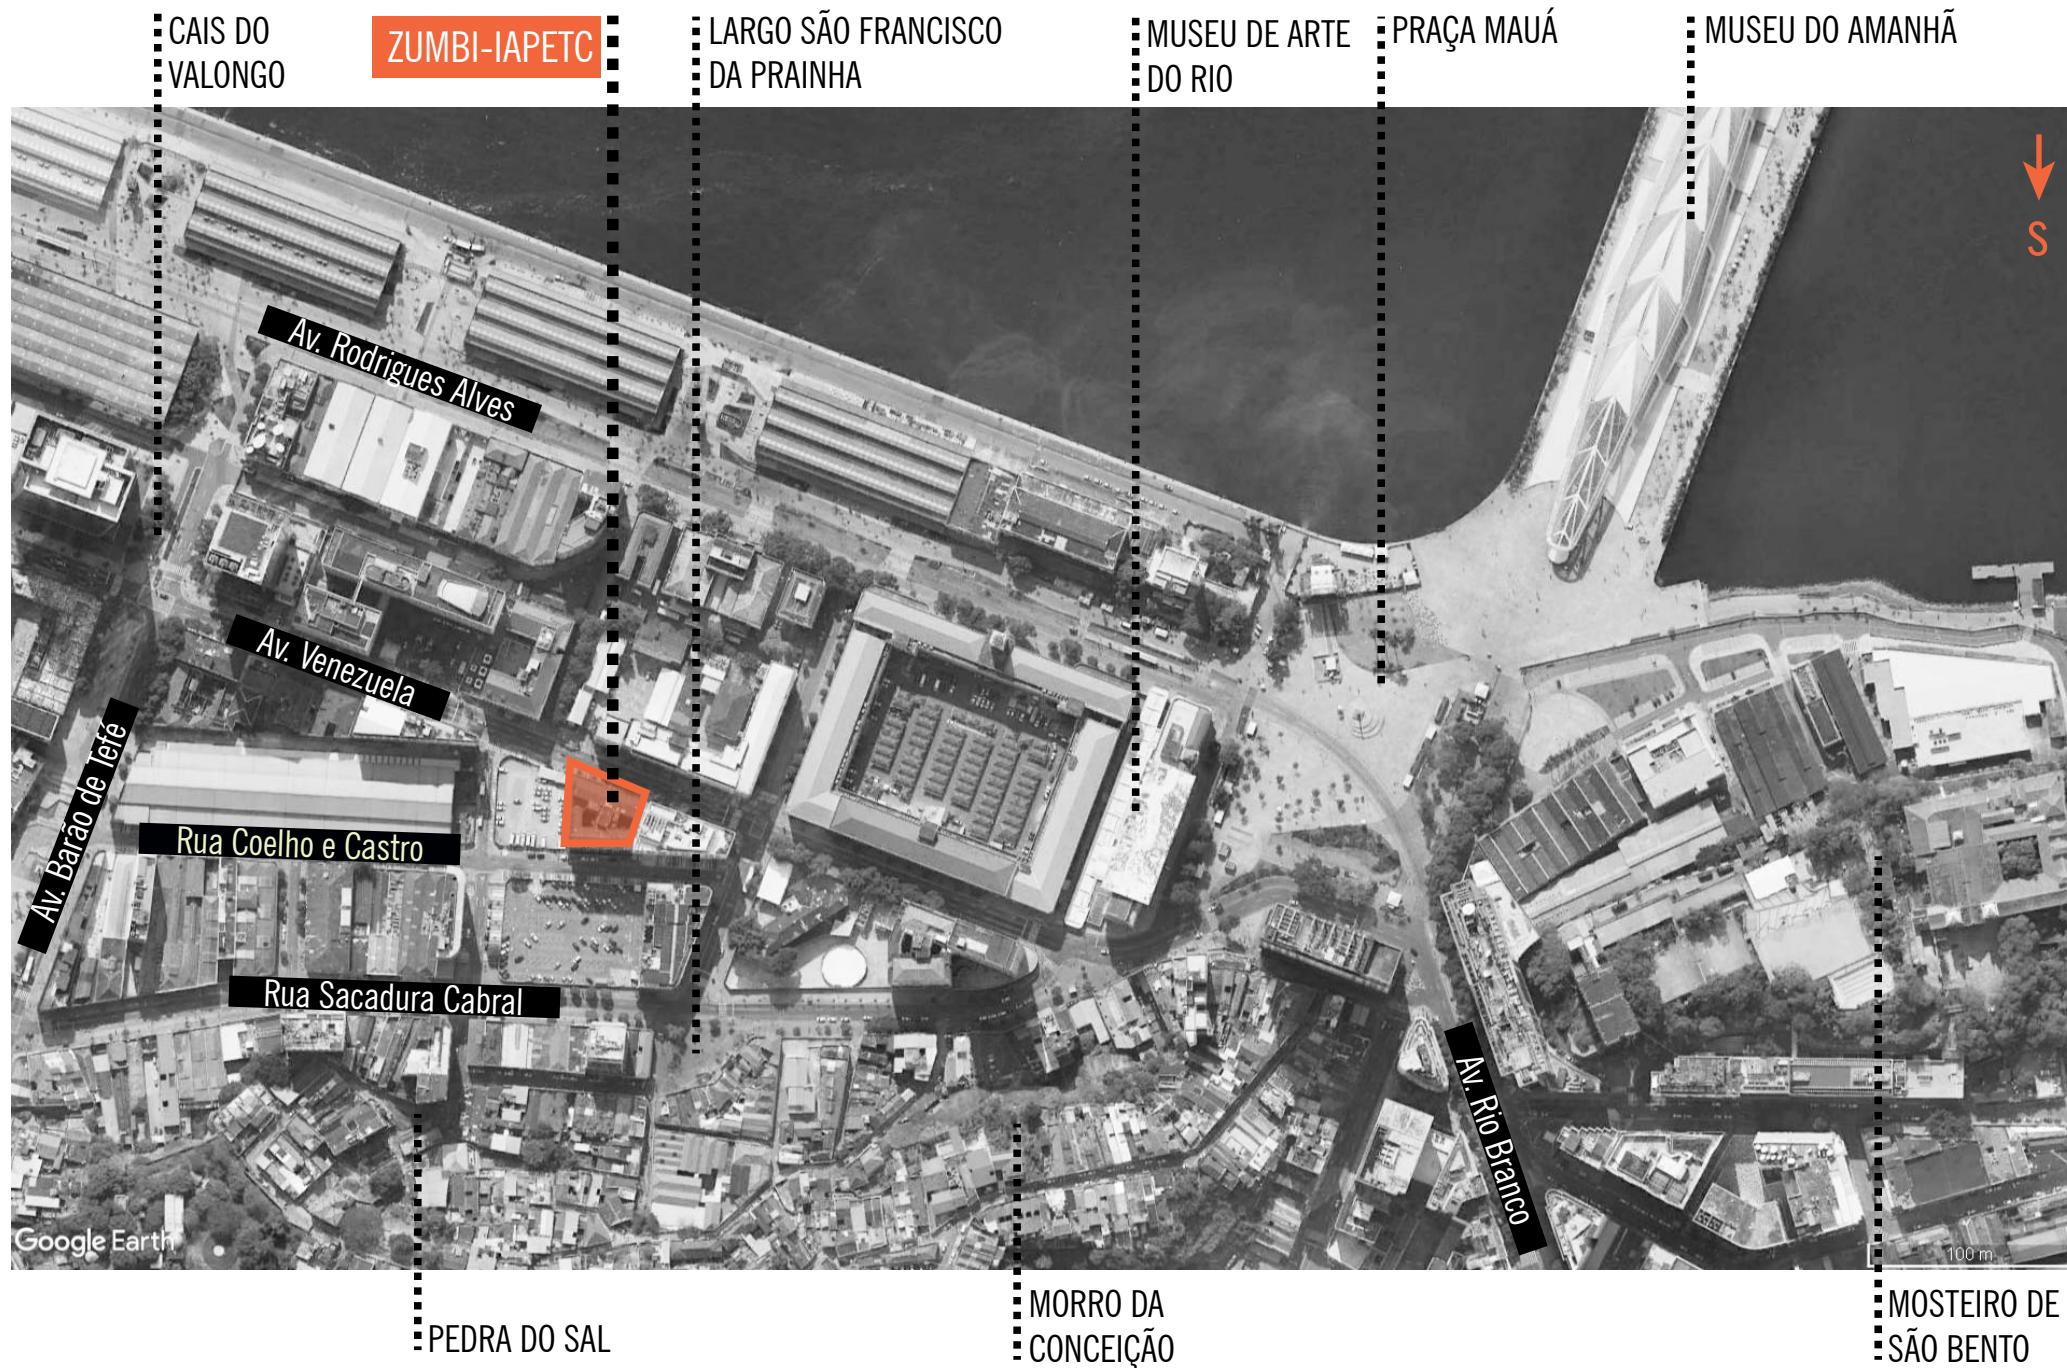 CAIS DO
VALONGO
ZUMBI-IAPETC
LARGO SÃO FRANCISCO
DA PRAINHA
MUSEU DE ARTE
DO RIO
PRAÇA MAUÁ
MUSEU DO AMANHÃ
S
Av. Rodrigues Alves
Av. Venezuela
Av. Barão de Tefé
Rua Coelho e Castro
Rua Sacadura Cabral
Av. Rio Branco
Google Earth
100 m
PEDRA DO SAL
MORRO DA
CONCEIÇÃO
MOSTEIRO DE
SÃO BENTO